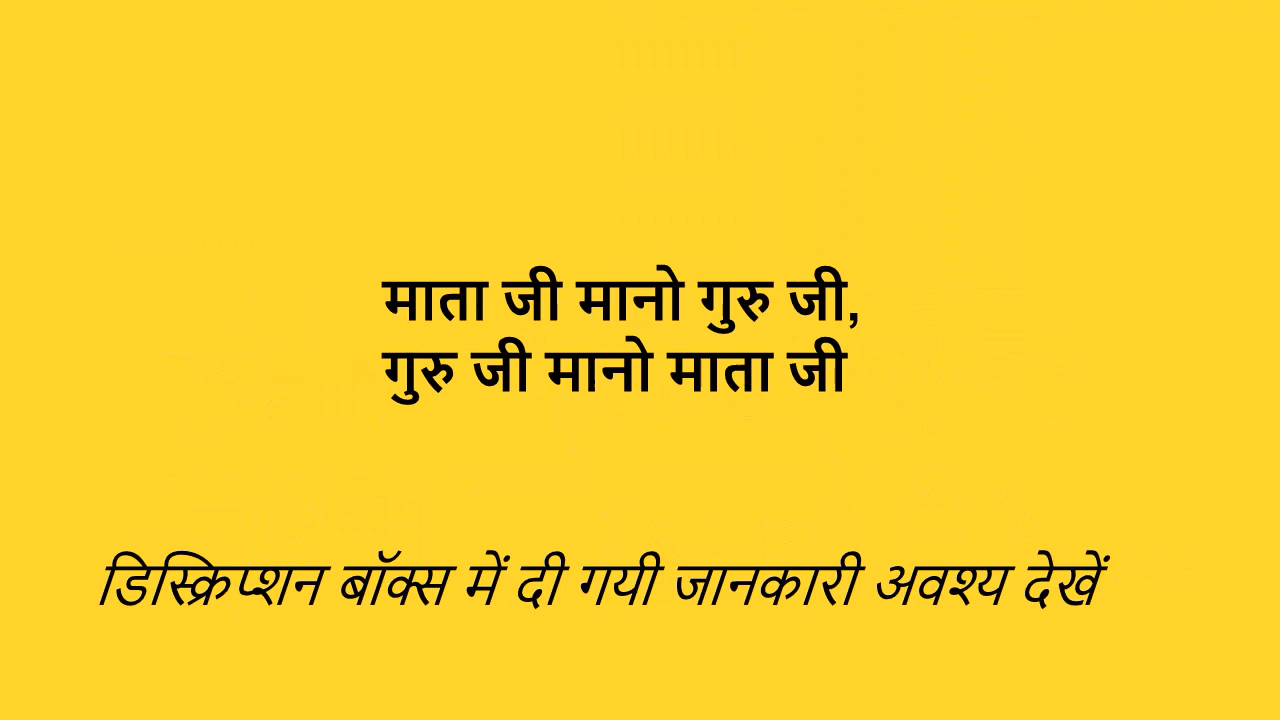 माता जी मानो गुरु जी,
गुरु जी मानो माता जी
डिस्क्रिप्शन बॉक्स में दी गयी जानकारी अवश्य देखें